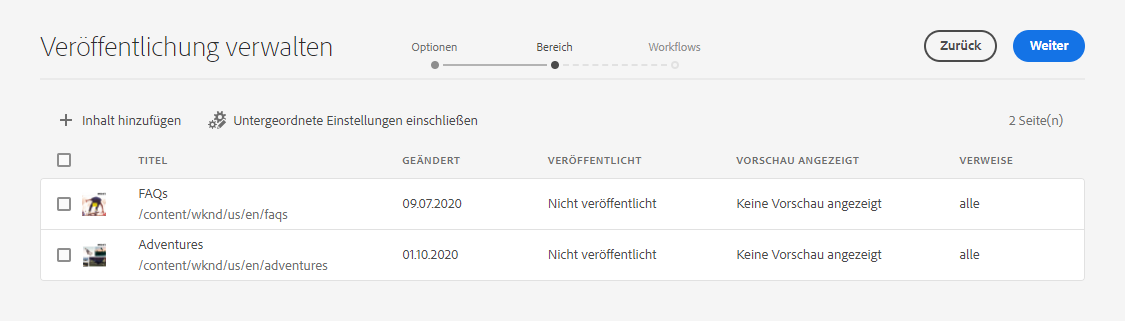 Veröffentlichung verwalten
Optionen
Bereich
Workflows
Zurück
Weiter
Inhalt hinzufügen
Untergeordnete Einstellungen einschließen
2 Seite(n)
TITEL GEÄNDERT VERÖFFENTLICHT VORSCHAU ANGEZEIGT VERWEISE
FAQs
/content/wknd/us/en/faqs
09.07.2020 Nicht veröffentlicht Keine Vorschau angezeigt alle
Adventures
/content/wknd/us/en/adventures
01.10.2020 Nicht veröffentlicht Keine Vorschau angezeigt alle